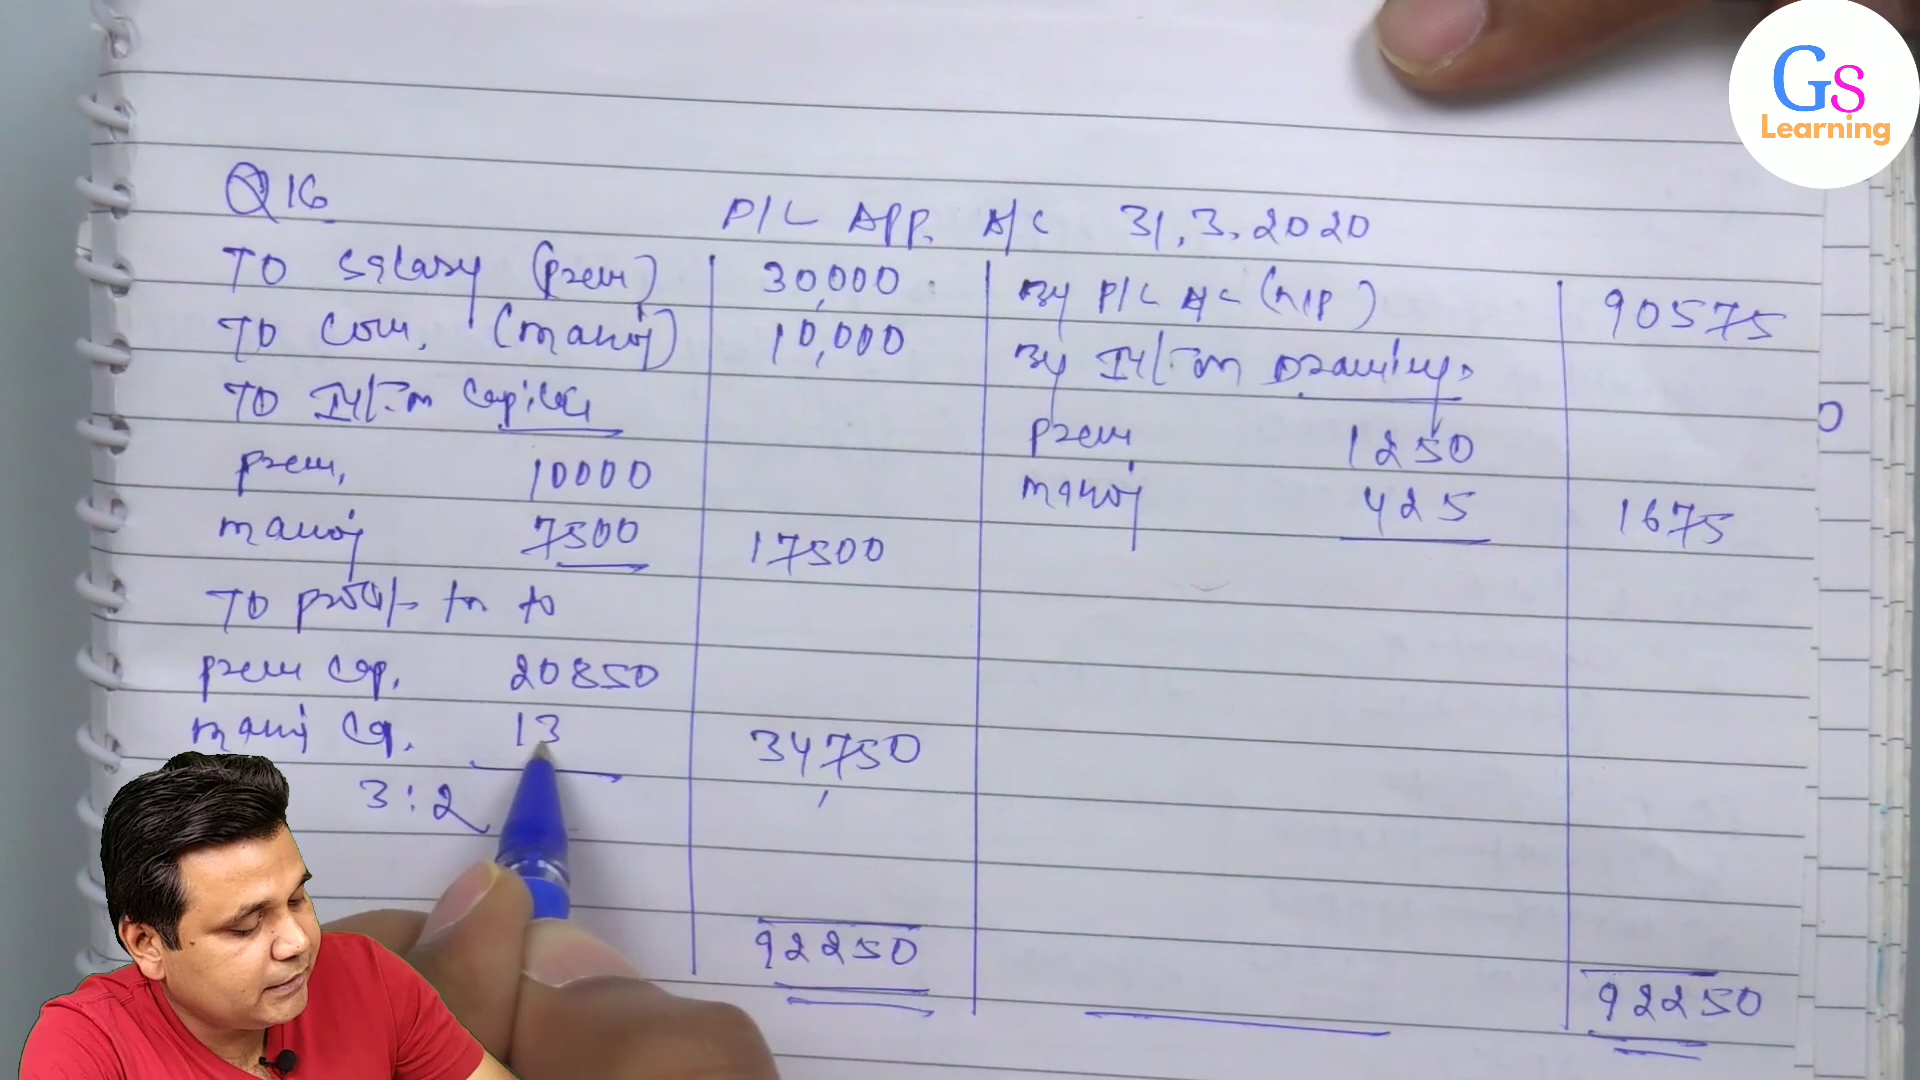 Gs
Learning
Q16
P/L App. A/C 31.3.2020
To salary (prem) 30,000 By P/L A/C (N/P) 90575
To Com. (Manoj) 10,000 By Int. on Drawings
To Int. on Capital
prem 1250
prem, 10000
manoj 425 1675
manoj 7500 17500
To profit tr to
prem Cap. 20850
manoj Cap. 13 34750
3:2
92250 92250